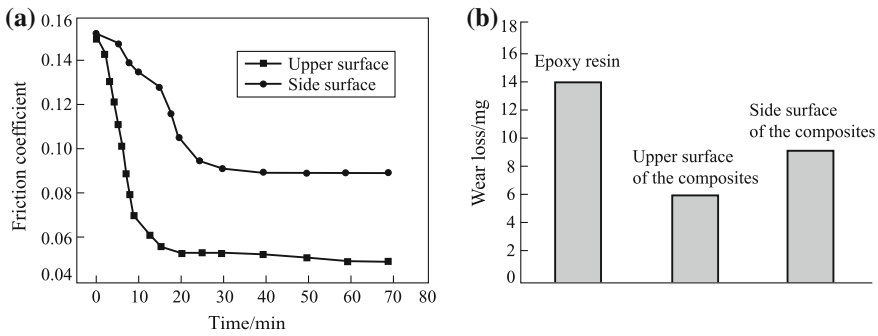 (a)
0.16
0.14
0.12
0.10
0.08
0.06
0.04
Friction coefficient
Upper surface
Side surface
0 10 20 30 40 50 60 70 80
Time/min
(b)
18
16
14
12
10
8
6
4
2
0
Wear loss/mg
Epoxy resin
Upper surface
of the composites
Side surface
of the composites